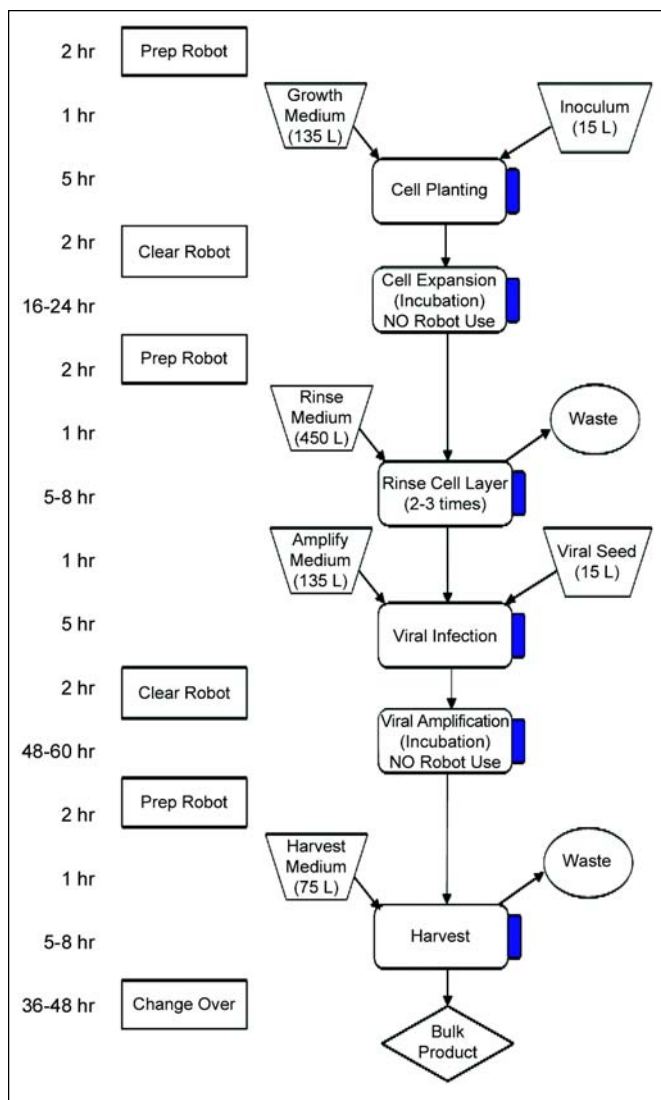 2 hr
Prep Robot
1 hr
Growth
Medium
(135 L)
Inoculum
(15 L)
5 hr
Cell Planting
2 hr
Clear Robot
16-24 hr
Cell Expansion
(Incubation)
NO Robot Use
2 hr
Prep Robot
1 hr
Rinse
Medium
(450 L)
Waste
5-8 hr
Rinse Cell Layer
(2-3 times)
1 hr
Amplify
Medium
(135 L)
Viral Seed
(15 L)
5 hr
Viral Infection
2 hr
Clear Robot
48-60 hr
Viral Amplification
(Incubation)
NO Robot Use
2 hr
Prep Robot
1 hr
Harvest
Medium
(75 L)
Waste
5-8 hr
Harvest
36-48 hr
Change Over
Bulk
Product